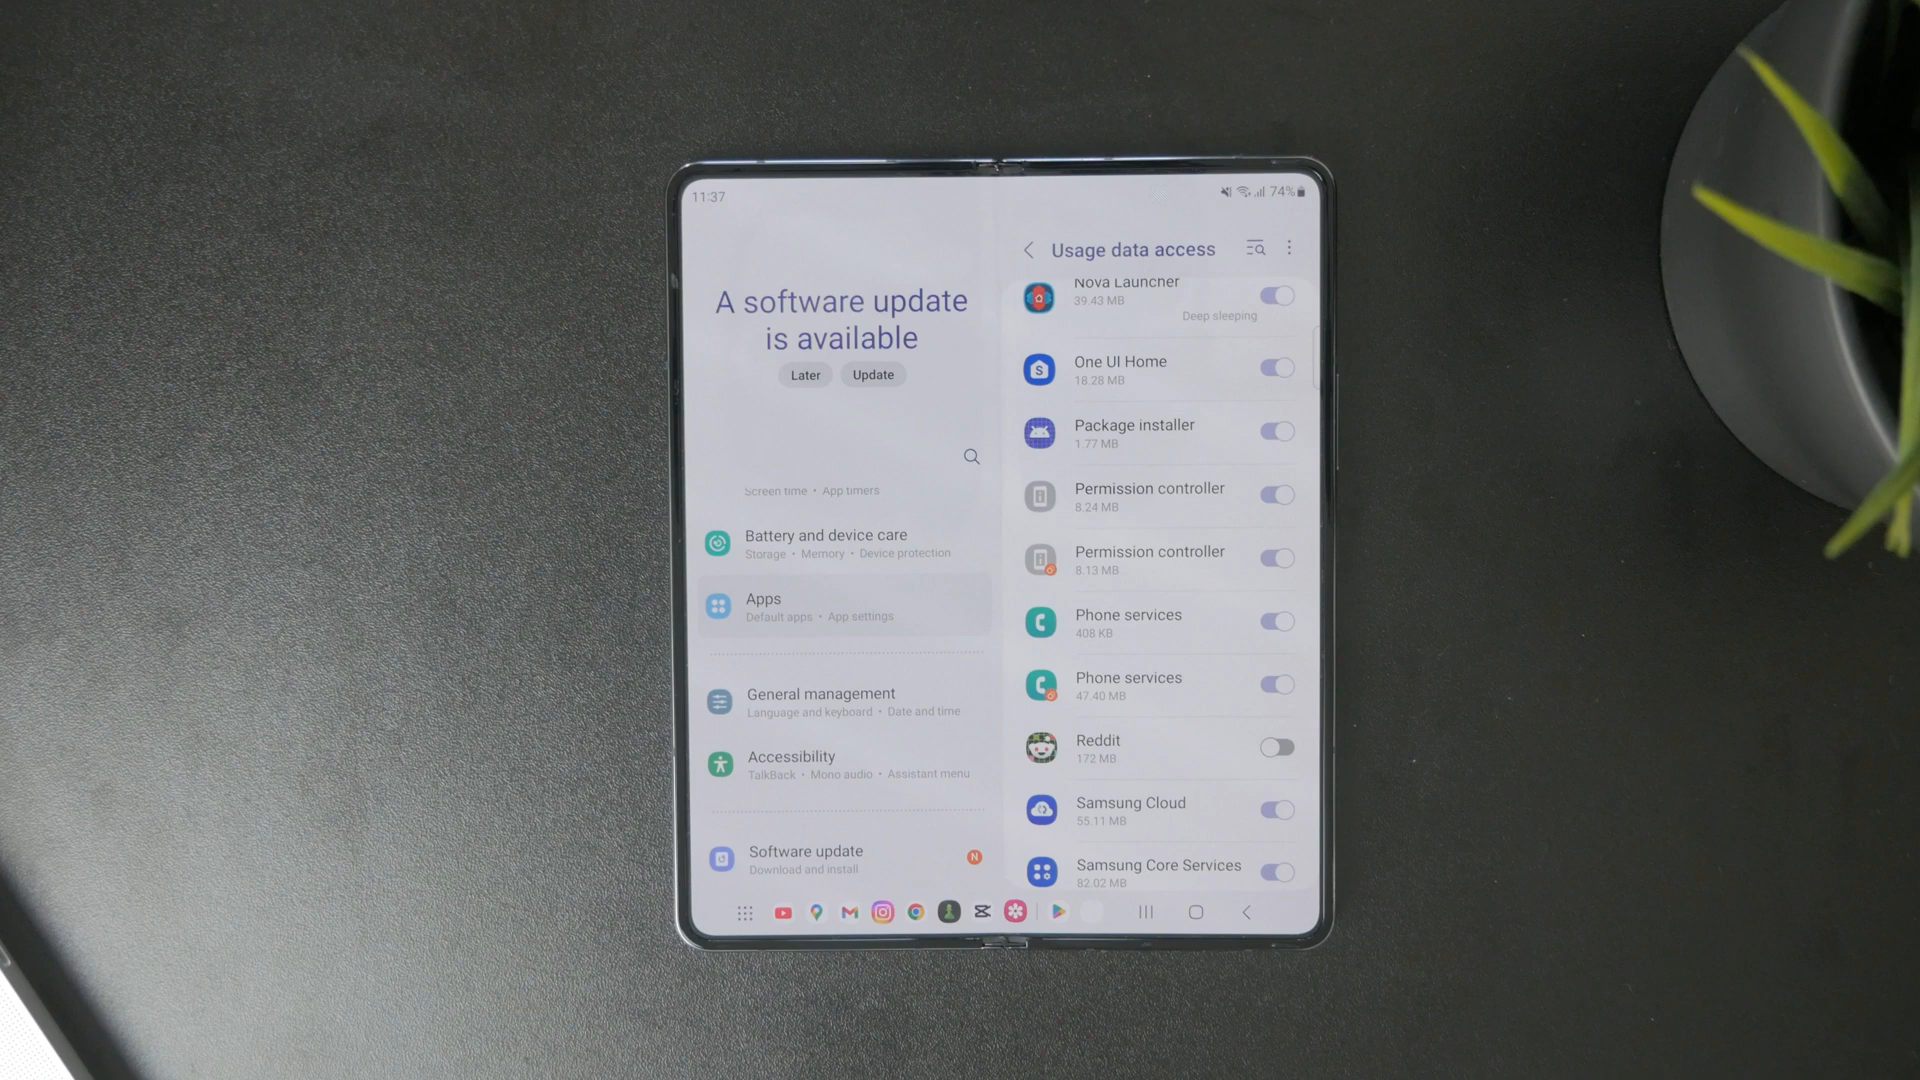 11:37
74%
A software update
is available
Later
Update
Screen time • App timers
Battery and device care
Storage • Memory • Device protection
Apps
Default apps • App settings
General management
Language and keyboard • Date and time
Accessibility
TalkBack • Mono audio • Assistant menu
Software update
N
Download and install
Usage data access
Nova Launcher
39.43 MB
Deep sleeping
One UI Home
18.28 MB
Package installer
1.77 MB
Permission controller
8.24 MB
Permission controller
8.13 MB
Phone services
408 KB
Phone services
47.40 MB
Reddit
172 MB
Samsung Cloud
55.11 MB
Samsung Core Services
82.02 MB